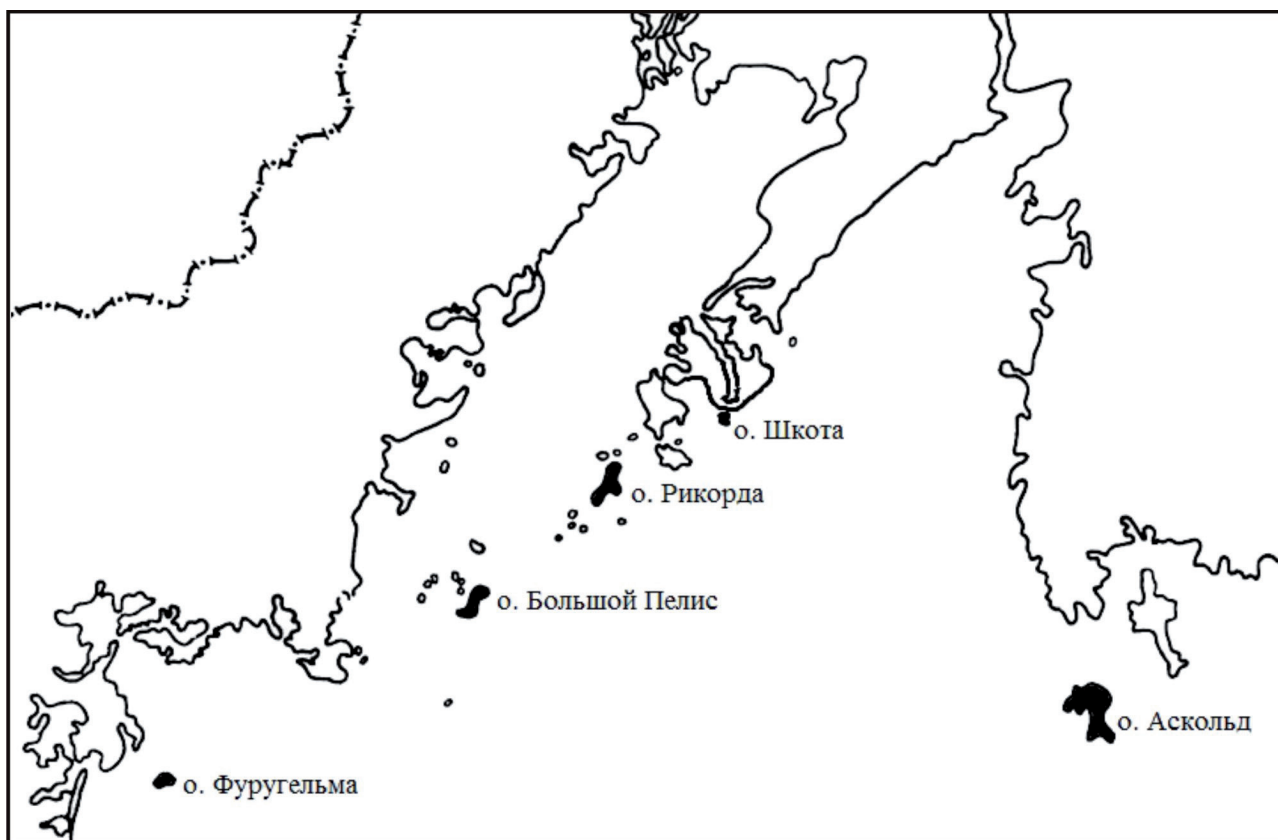 о. Шкота
о. Рикорда
о. Большой Пелис
о. Аскольд
о. Фуругельма